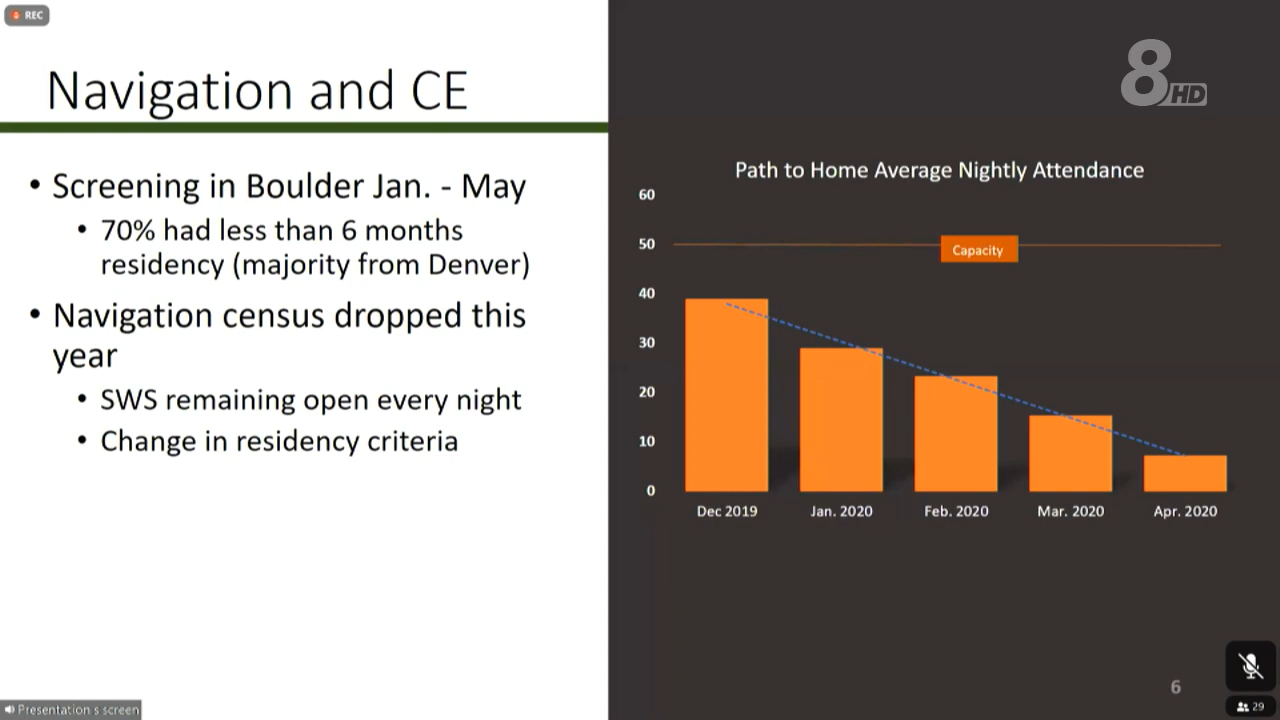 REC
8HD
Navigation and CE
• Screening in Boulder Jan. - May
• 70% had less than 6 months
residency (majority from Denver)
• Navigation census dropped this
year
• SWS remaining open every night
• Change in residency criteria
Path to Home Average Nightly Attendance
60
50
Capacity
40
30
20
10
0
Dec 2019 Jan. 2020 Feb. 2020 Mar. 2020 Apr. 2020
6
29
Presentation s screen